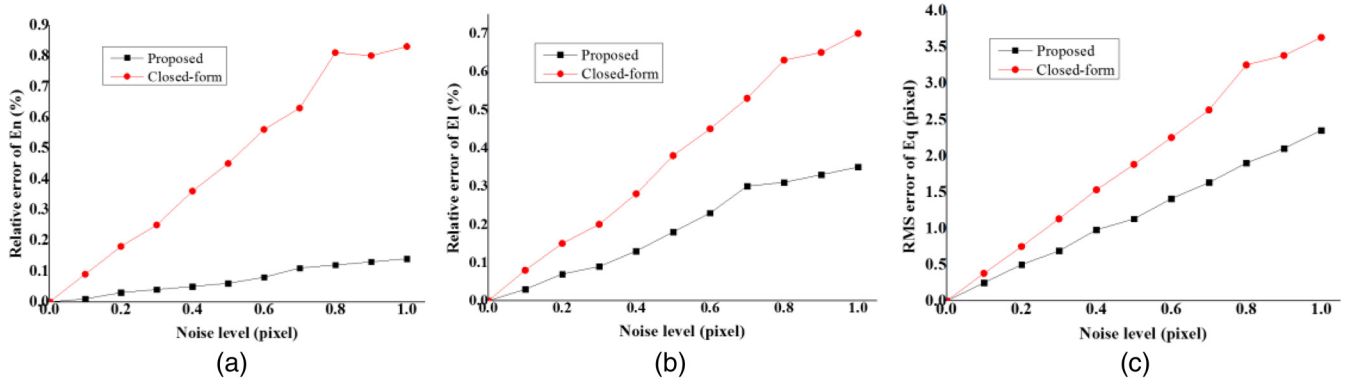 0.9
0.8
0.7
0.6
0.5
0.4
0.3
0.2
0.1
0.0
Relative error of En (%)
Proposed
Closed-form
0.0 0.2 0.4 0.6 0.8 1.0
Noise level (pixel)
(a)
0.7
0.6
0.5
0.4
0.3
0.2
0.1
0.0
Relative error of El (%)
Proposed
Closed-form
0.0 0.2 0.4 0.6 0.8 1.0
Noise level (pixel)
(b)
4.0
3.5
3.0
2.5
2.0
1.5
1.0
0.5
0.0
RMS error of Eq (pixel)
Proposed
Closed-form
0.0 0.2 0.4 0.6 0.8 1.0
Noise level (pixel)
(c)